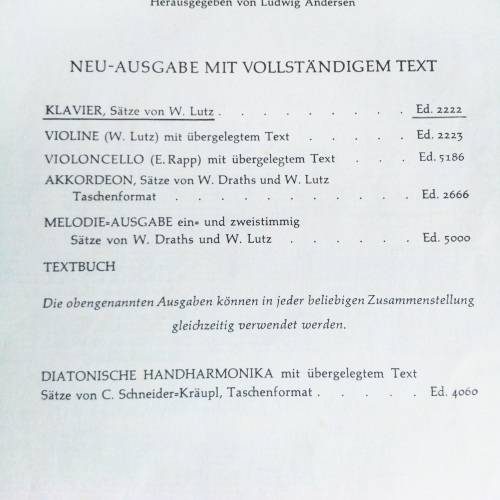 Herausgegeben von Ludwig Andersen
NEU-AUSGABE MIT VOLLSTÄNDIGEM TEXT
KLAVIER, Sätze von W. Lutz . . . . . . . . Ed. 2222
VIOLINE (W. Lutz) mit übergelegtem Text . . . . . Ed. 2223
VIOLONCELLO (E. Rapp) mit übergelegtem Text . . . Ed. 5186
AKKORDEON, Sätze von W. Draths und W. Lutz
Taschenformat . . . . . . . . . . . Ed. 2666
MELODIE=AUSGABE ein= und zweistimmig
Sätze von W. Draths und W. Lutz . . . . . . Ed. 5000
TEXTBUCH
Die obengenannten Ausgaben können in jeder beliebigen Zusammenstellung
gleichzeitig verwendet werden.
DIATONISCHE HANDHARMONIKA mit übergelegtem Text
Sätze von C. Schneider=Kräupl, Taschenformat . . . . . Ed. 4060